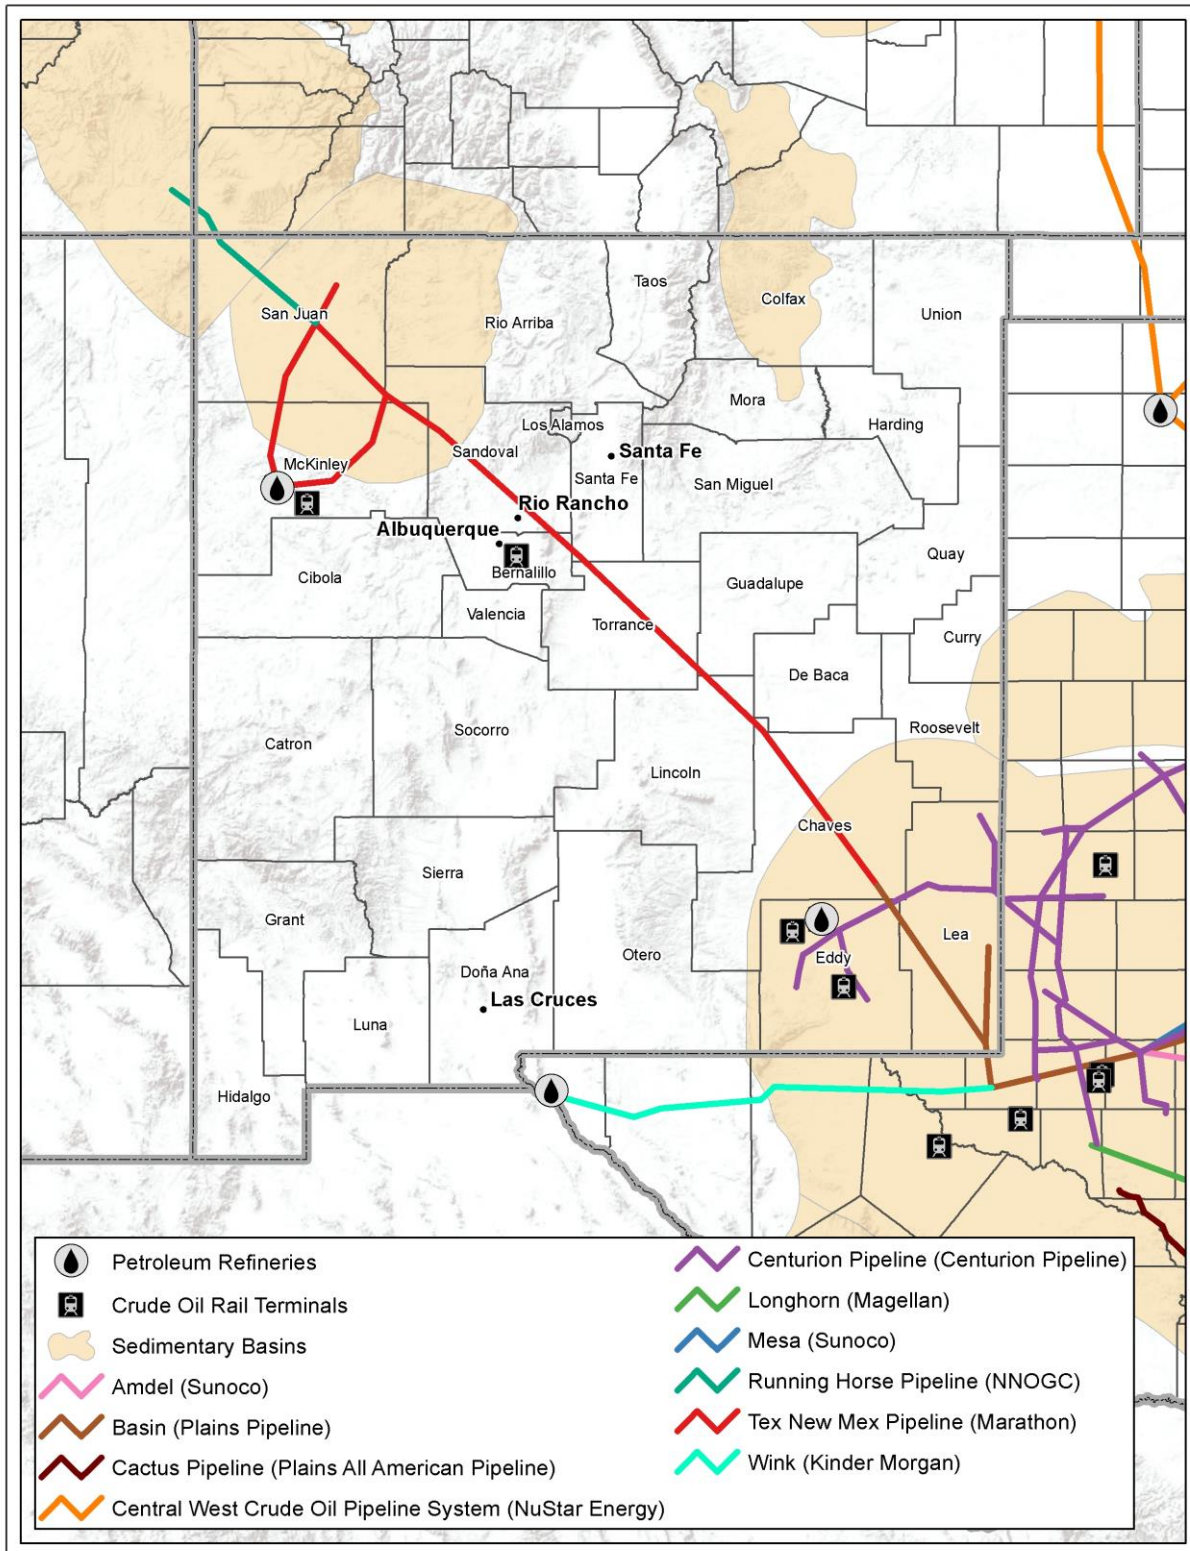 Taos
Colfax
San Juan
Union
Rio Arriba
Mora
Los Alamos
Harding
Sandoval
Santa Fe
McKinley
Santa Fe
San Miguel
Rio Rancho
Albuquerque
Quay
Cibola
Bernalillo
Guadalupe
Valencia
Torrance
Curry
De Baca
Roosevelt
Socorro
Catron
Lincoln
Chaves
Sierra
Grant
Lea
Otero
Eddy
Doña Ana
Las Cruces
Luna
Hidalgo
Petroleum Refineries
Crude Oil Rail Terminals
Sedimentary Basins
Amdel (Sunoco)
Basin (Plains Pipeline)
Cactus Pipeline (Plains All American Pipeline)
Central West Crude Oil Pipeline System (NuStar Energy)
Centurion Pipeline (Centurion Pipeline)
Longhorn (Magellan)
Mesa (Sunoco)
Running Horse Pipeline (NNOGC)
Tex New Mex Pipeline (Marathon)
Wink (Kinder Morgan)